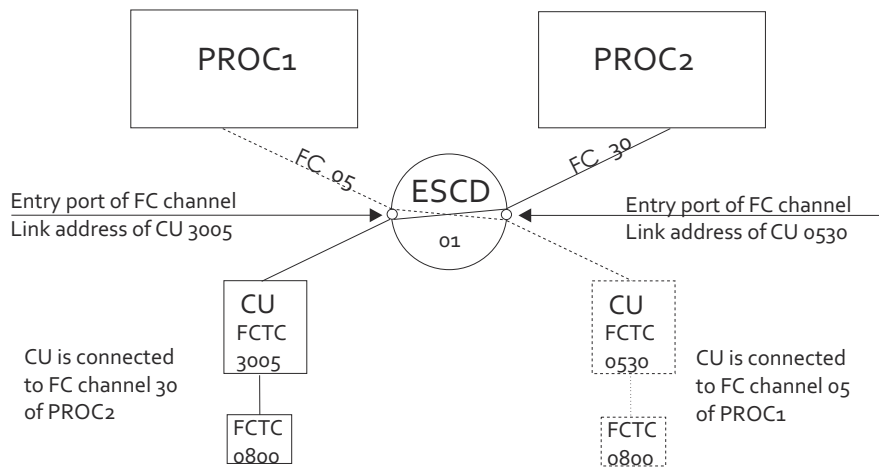 PROC1
PROC2
FC 05
FC 30
ESCD
01
Entry port of FC channel
Link address of CU 3005
Entry port of FC channel
Link address of CU 0530
CU
FCTC
3005
CU
FCTC
0530
CU is connected
to FC channel 30
of PROC2
CU is connected
to FC channel 05
of PROC1
FCTC
0800
FCTC
0800